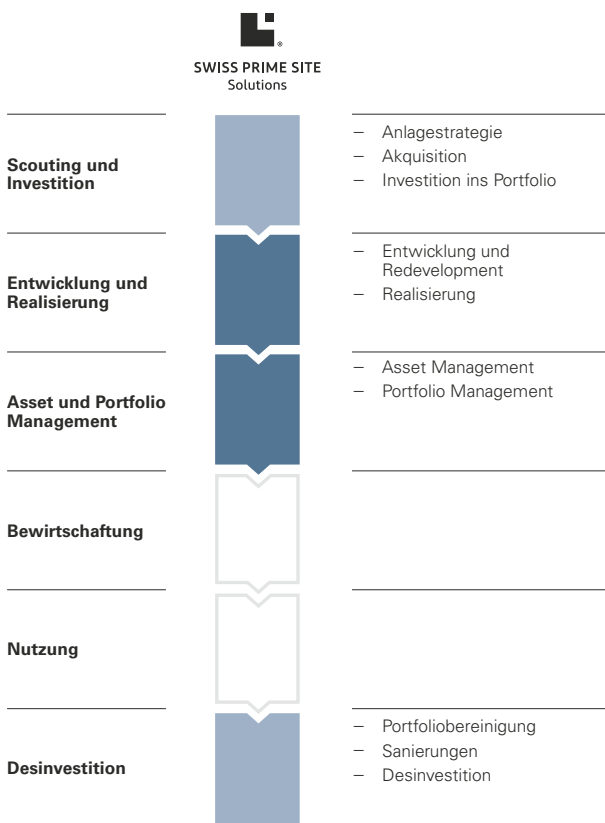 SWISS PRIME SITE
Solutions
Scouting und
Investition
– Anlagestrategie
– Akquisition
– Investition ins Portfolio
Entwicklung und
Realisierung
– Entwicklung und
Redevelopment
– Realisierung
Asset und Portfolio
Management
– Asset Management
– Portfolio Management
Bewirtschaftung
Nutzung
Desinvestition
– Portfoliobereinigung
– Sanierungen
– Desinvestition